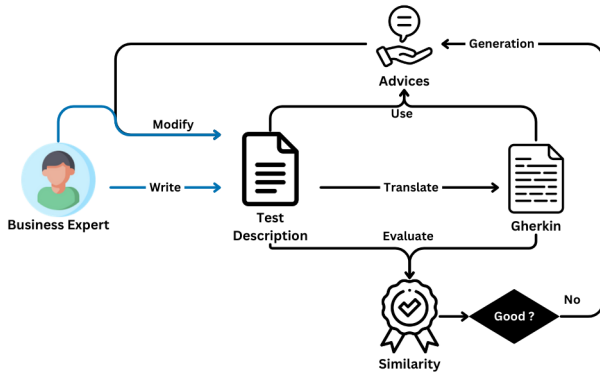 Generation
Advices
Use
Modify
Write
Translate
Business Expert
Test
Description
Gherkin
Evaluate
Good ?
No
Similarity